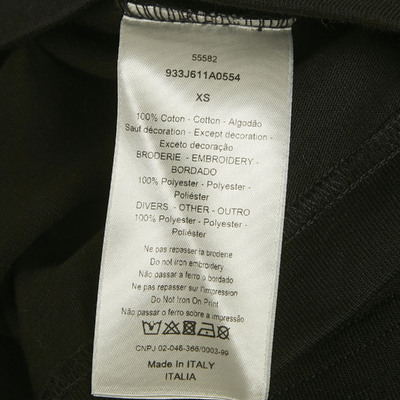 55582
933J611A0554
XS
100% Coton - Cotton - Algodão
Sauf décoration - Except decoration -
Exceto decoração
BRODERIE - EMBROIDERY -
BORDADO
100% Polyester - Polyester -
Poliéster
DIVERS - OTHER - OUTRO
100% Polyester - Polyester -
Poliéster
Ne pas repasser la broderie
Do not iron embroidery
Não passar a ferro o bordado
Ne pas repasser sur l'impression
Do Not Iron On Print
Não passar o ferro sobre a impressão
CNPJ 02-046-366/0003-99
Made In ITALY
ITALIA